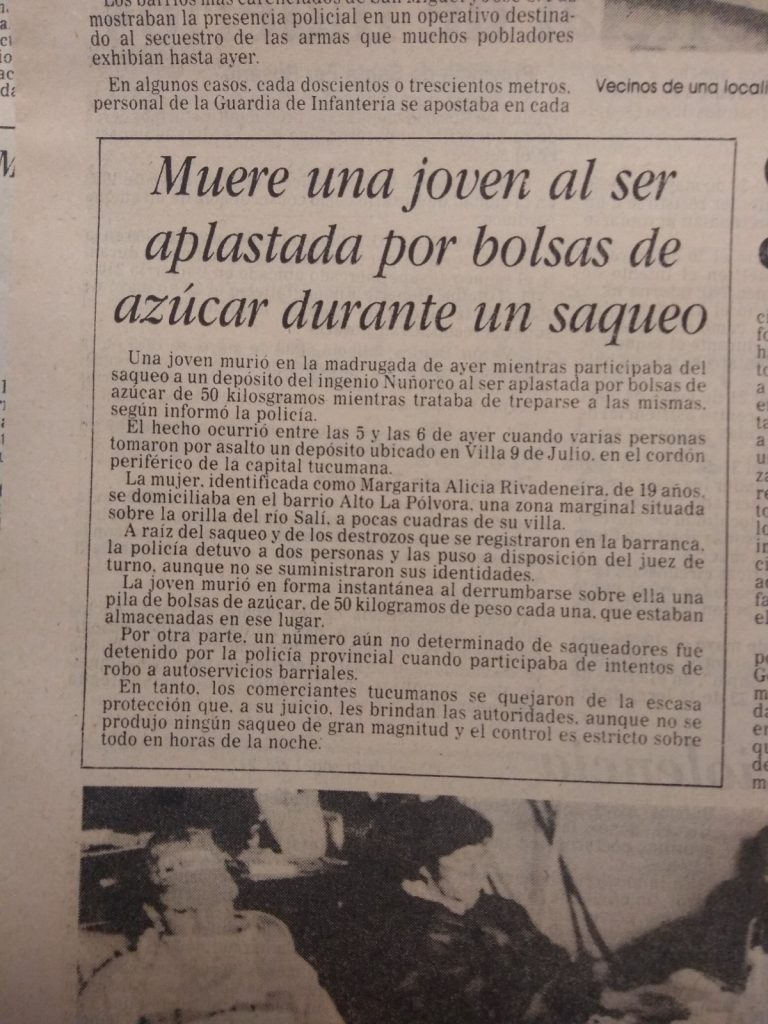 mostraban la presencia policial en un operativo destina-
do al secuestro de las armas que muchos pobladores
exhibían hasta ayer.
En algunos casos, cada doscientos o trescientos metros,
personal de la Guardia de Infantería se apostaba en cada
Vecinos de una locali
Muere una joven al ser
aplastada por bolsas de
azúcar durante un saqueo
Una joven murió en la madrugada de ayer mientras participaba del
saqueo a un depósito del ingenio Ñuñorco al ser aplastada por bolsas de
azúcar de 50 kilosgramos mientras trataba de treparse a las mismas,
según informó la policía.
El hecho ocurrió entre las 5 y las 6 de ayer cuando varias personas
tomaron por asalto un depósito ubicado en Villa 9 de Julio, en el cordón
periférico de la capital tucumana.
La mujer, identificada como Margarita Alicia Rivadeneira, de 19 años,
se domiciliaba en el barrio Alto La Pólvora, una zona marginal situada
sobre la orilla del río Salí, a pocas cuadras de su villa.
A raíz del saqueo y de los destrozos que se registraron en la barranca,
la policía detuvo a dos personas y las puso a disposición del juez de
turno, aunque no se suministraron sus identidades.
La joven murió en forma instantánea al derrumbarse sobre ella una
pila de bolsas de azúcar, de 50 kilogramos de peso cada una, que estaban
almacenadas en ese lugar.
Por otra parte, un número aún no determinado de saqueadores fue
detenido por la policía provincial cuando participaba de intentos de
robo a autoservicios barriales.
En tanto, los comerciantes tucumanos se quejaron de la escasa
protección que, a su juicio, les brindan las autoridades, aunque no se
produjo ningún saqueo de gran magnitud y el control es estricto sobre
todo en horas de la noche.